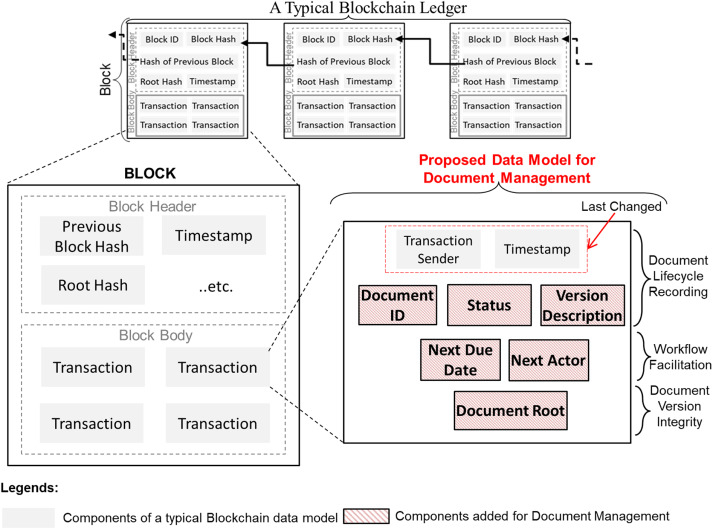 A Typical Blockchain Ledger
Block
Block Header
Block ID Block Hash
Hash of Previous Block
Root Hash Timestamp
Block Body
Transaction Transaction
Transaction Transaction
Block Header
Block ID Block Hash
Hash of Previous Block
Root Hash Timestamp
Block Body
Transaction Transaction
Transaction Transaction
Block Header
Block ID Block Hash
Hash of Previous Block
Root Hash Timestamp
Block Body
Transaction Transaction
Transaction Transaction
BLOCK
Block Header
Previous
Block Hash
Timestamp
Root Hash
..etc.
Block Body
Transaction Transaction
Transaction Transaction
Proposed Data Model for
Document Management
Last Changed
Transaction
Sender
Timestamp
Document
ID
Status
Version
Description
Document
Lifecycle
Recording
Next Due
Date
Next Actor
Workflow
Facilitation
Document Root
Document
Version
Integrity
Legends:
Components of a typical Blockchain data model
Components added for Document Management